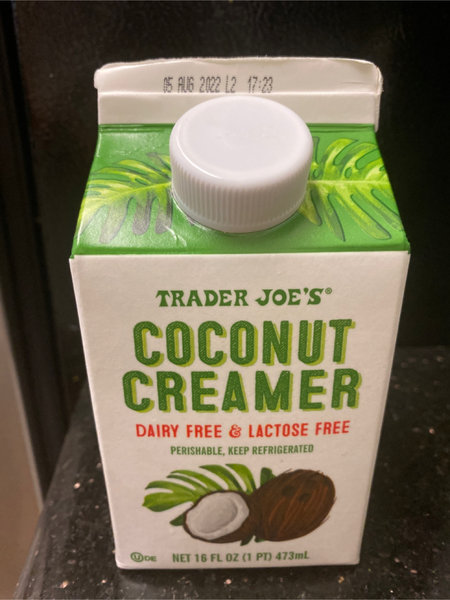 05 AUG 2022 L2 17:23
TRADER JOE'S®
COCONUT
CREAMER
DAIRY FREE & LACTOSE FREE
PERISHABLE, KEEP REFRIGERATED
U DE
NET 16 FL OZ (1 PT) 473mL